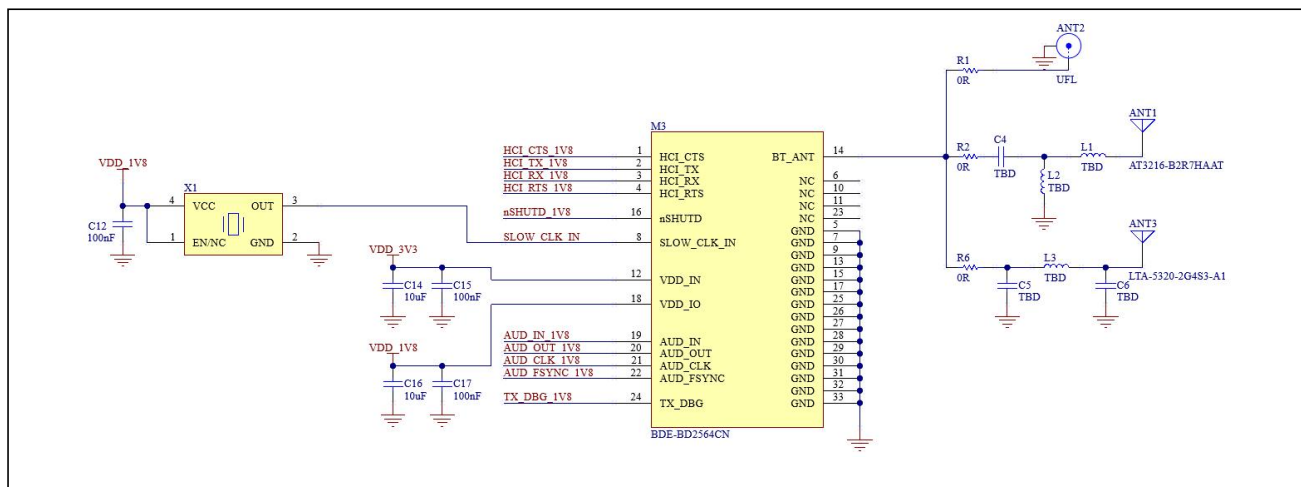 ANT2
UFL
R1
0R
ANT1
AT3216-B2R7HAAT
R2
0R
C4
TBD
L1
TBD
L2
TBD
ANT3
LTA-5320-2G4S3-A1
R6
0R
L3
TBD
C5
TBD
C6
TBD
VDD_1V8
C12
100nF
X1
4 VCC OUT 3
1 EN/NC GND 2
M3
HCI_CTS_1V8 1 HCI_CTS BT_ANT 14
HCI_TX_1V8 2 HCI_TX
HCI_RX_1V8 3 HCI_RX NC 6
HCI_RTS_1V8 4 HCI_RTS NC 10
NC 11
nSHUTD_1V8 16 nSHUTD NC 23
GND 5
SLOW_CLK_IN 8 SLOW_CLK_IN GND 7
GND 9
VDD_3V3
GND 13
12 VDD_IN GND 15
C14
10uF
C15
100nF
GND 17
18 VDD_IO GND 25
GND 26
GND 27
AUD_IN_1V8 19 AUD_IN GND 28
AUD_OUT_1V8 20 AUD_OUT GND 29
AUD_CLK_1V8 21 AUD_CLK GND 30
AUD_FSYNC_1V8 22 AUD_FSYNC GND 31
GND 32
TX_DBG_1V8 24 TX_DBG GND 33
VDD_1V8
C16
10uF
C17
100nF
BDE-BD2564CN